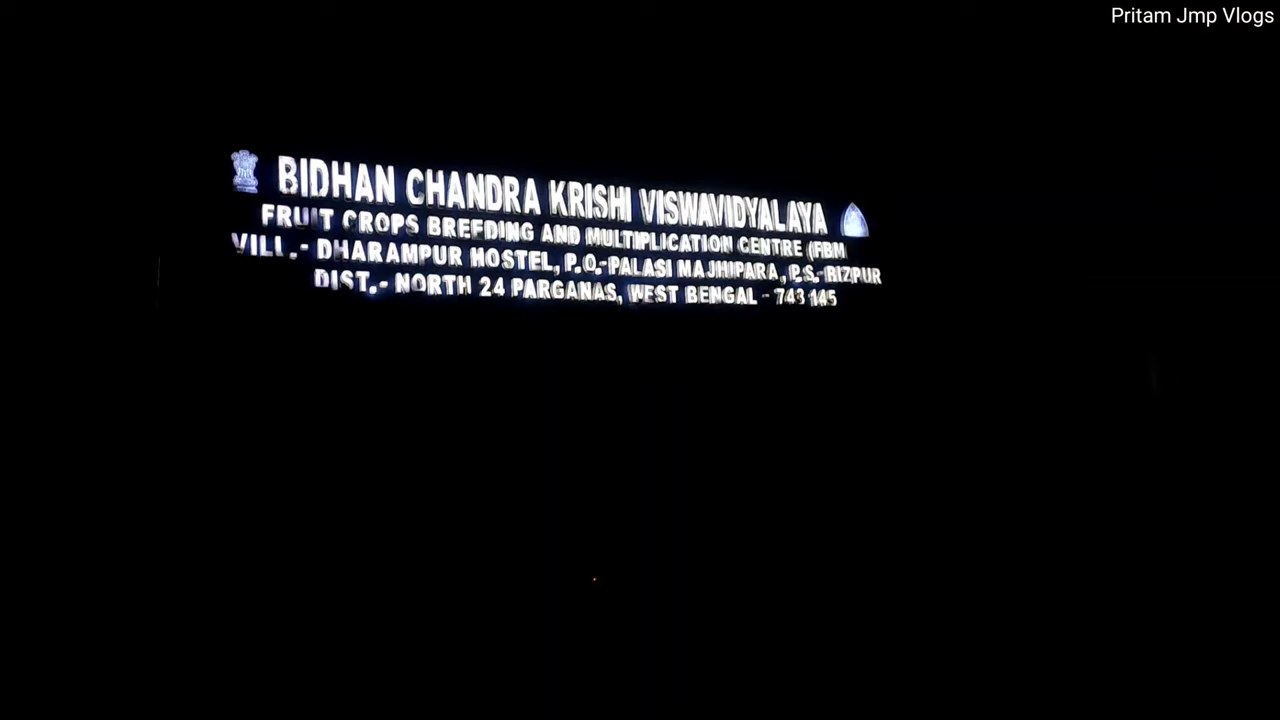 Pritam Jmp Vlogs
BIDHAN CHANDRA KRISHI VISWAVIDYALAYA
FRUIT CROPS BREEDING AND MULTIPLICATION CENTRE (FBM
VILL.- DHARAMPUR HOSTEL, P.O.-PALASI MAJHIPARA, P.S.-BIZPUR
DIST.- NORTH 24 PARGANAS, WEST BENGAL - 743 145